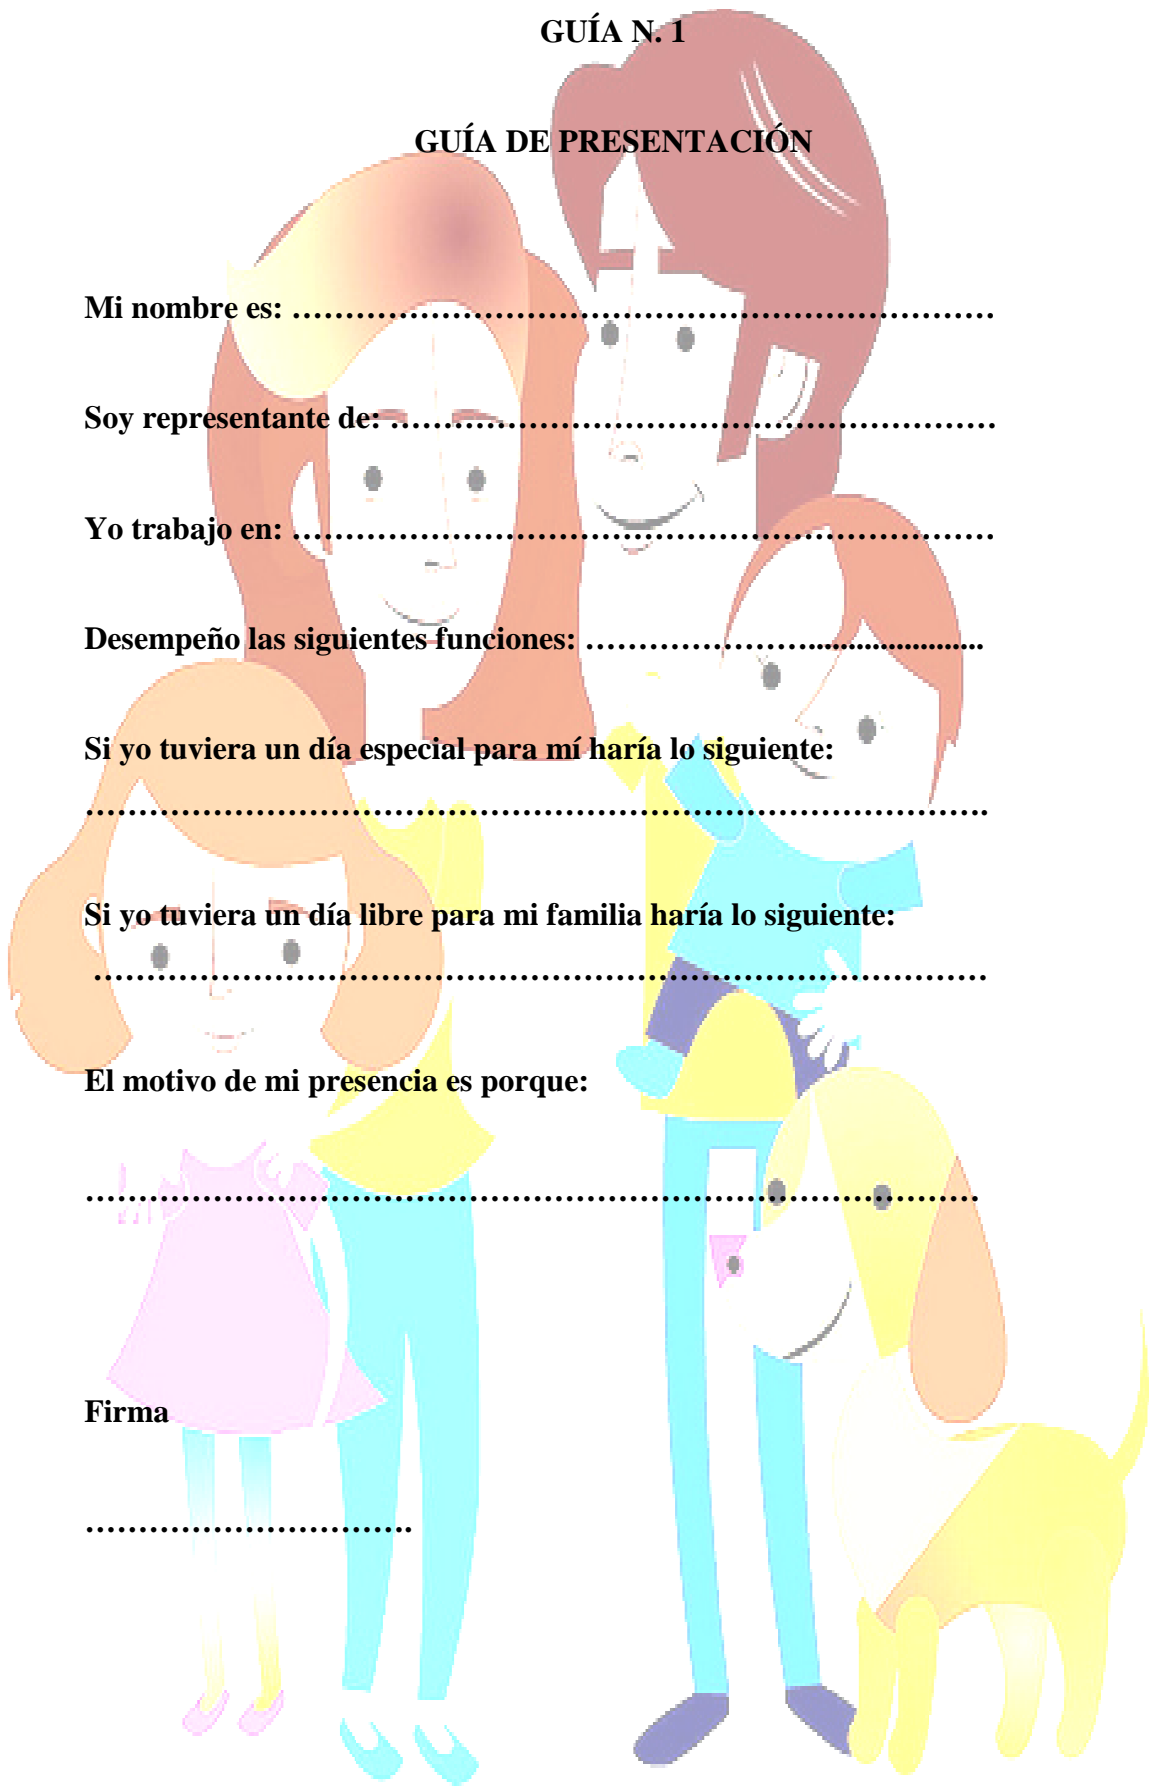 GUÍA N. 1
GUÍA DE PRESENTACIÓN
Mi nombre es: ……………………………………………………………
Soy representante de: ……………………………………………………
Yo trabajo en: ……………………………………………………………
Desempeño las siguientes funciones: …………………......................
Si yo tuviera un día especial para mí haría lo siguiente:
…………………………………………………………………………….
Si yo tuviera un día libre para mi familia haría lo siguiente:
……………………………………………………………………………
El motivo de mi presencia es porque:
……………………………………………………………………………
Firma
………………………….